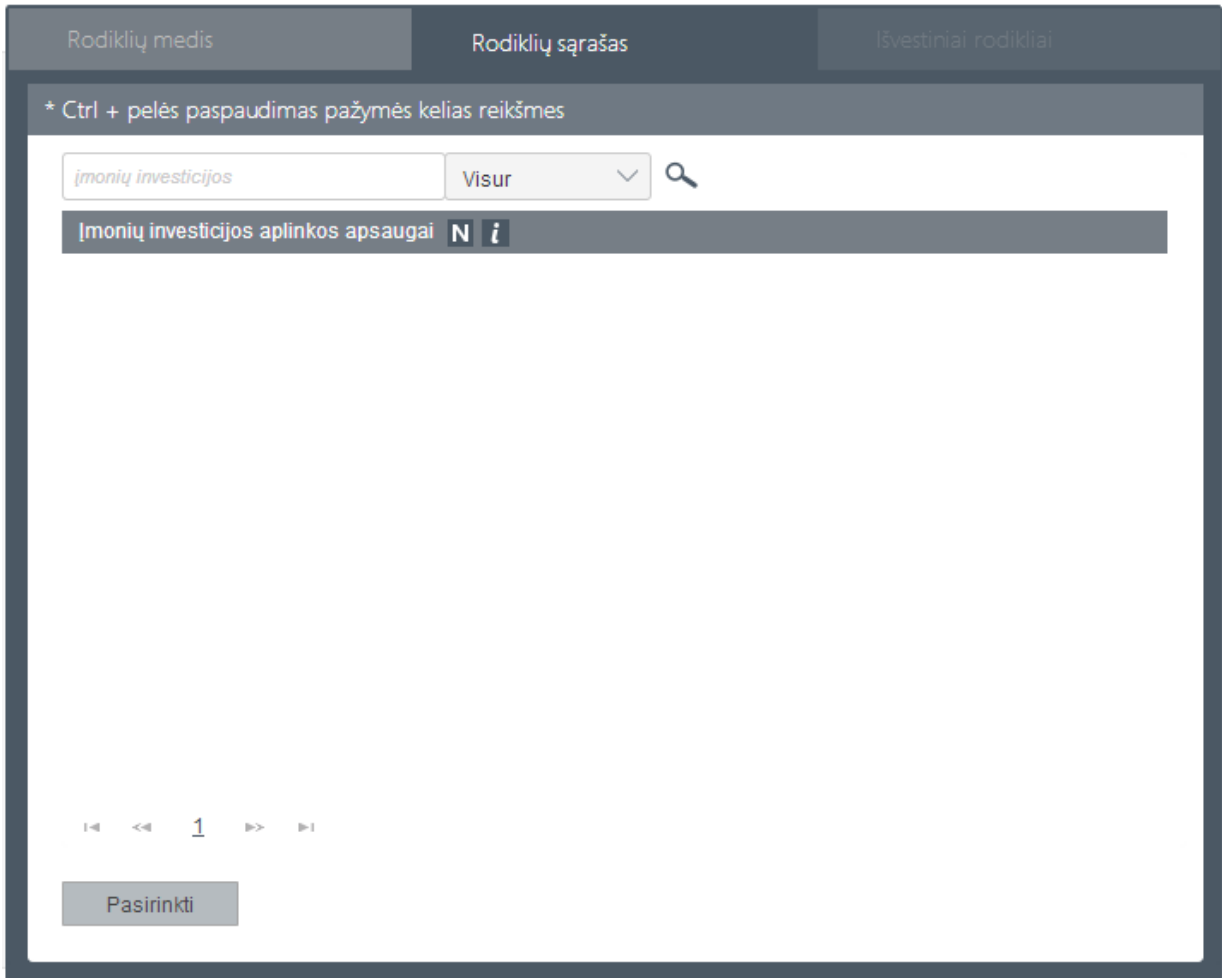 Rodiklių medis
Rodiklių sąrašas
Išvestiniai rodikliai
* Ctrl + pelės paspaudimas pažymės kelias reikšmes
įmonių investicijos
Visur
Įmonių investicijos aplinkos apsaugai N i
1
Pasirinkti